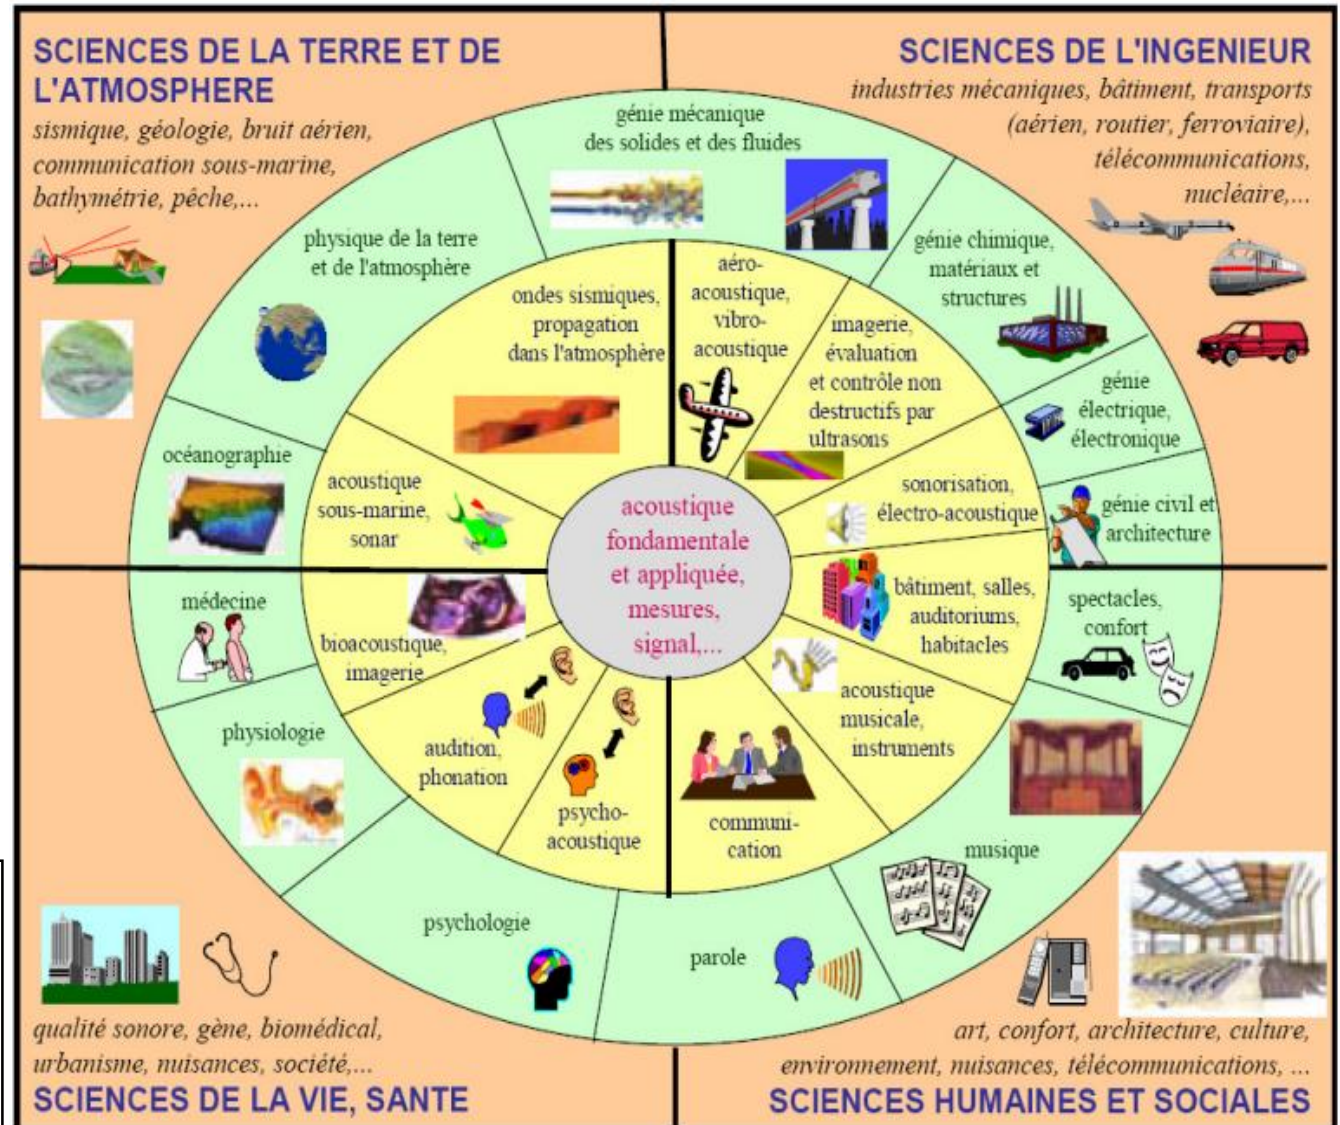 SCIENCES DE LA TERRE ET DE
L'ATMOSPHERE
sismique, géologie, bruit aérien,
communication sous-marine,
bathymétrie, pêche,...
SCIENCES DE L'INGENIEUR
industries mécaniques, bâtiment, transports
(aérien, routier, ferroviaire),
télécommunications,
nucléaire,...
génie mécanique
des solides et des fluides
physique de la terre
et de l'atmosphère
génie chimique,
matériaux et
structures
génie
électrique,
électronique
génie civil et
architecture
océanographie
ondes sismiques,
propagation
dans l'atmosphère
aéro-
acoustique,
vibro-
acoustique
imagerie,
évaluation
et contrôle non
destructifs par
ultrasons
acoustique
sous-marine,
sonar
sonorisation,
électro-acoustique
acoustique
fondamentale
et appliquée,
mesures,
signal,...
bâtiment, salles,
auditoriums,
habitacles
spectacles,
confort
médecine
bioacoustique,
imagerie
physiologie
audition,
phonation
psycho-
acoustique
communi-
cation
acoustique
musicale,
instruments
musique
psychologie
parole
qualité sonore, gène, biomédical,
urbanisme, nuisances, société,...
SCIENCES DE LA VIE, SANTE
art, confort, architecture, culture,
environnement, nuisances, télécommunications, ...
SCIENCES HUMAINES ET SOCIALES